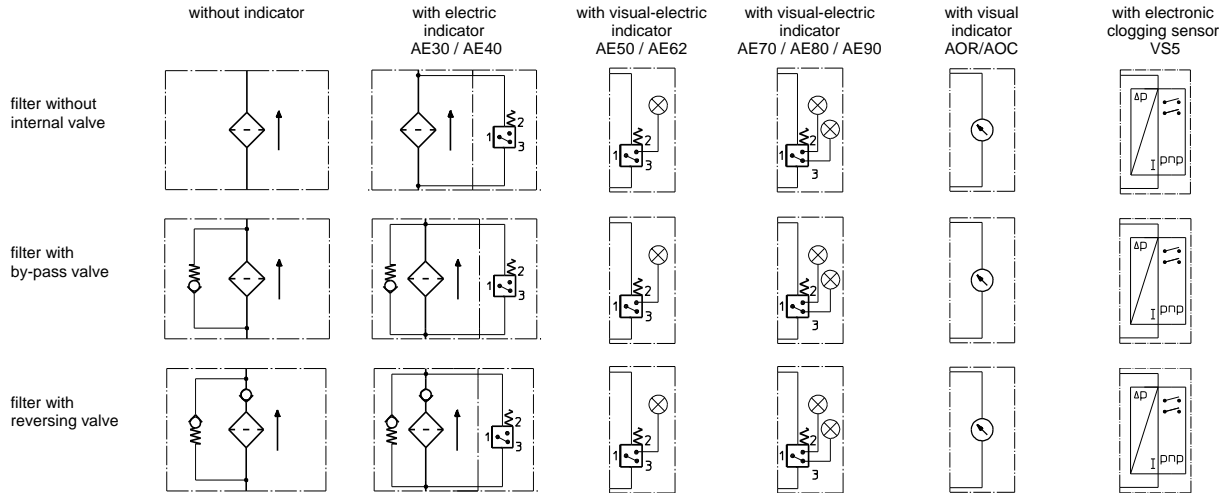 without indicator
with electric
indicator
AE30 / AE40
with visual-electric
indicator
AE50 / AE62
with visual-electric
indicator
AE70 / AE80 / AE90
with visual
indicator
AOR/AOC
with electronic
clogging sensor
VS5
filter without
internal valve
1 2 3
1 2 3
1 2 3
Δp
I pnp
filter with
by-pass valve
1 2 3
1 2 3
1 2 3
Δp
I pnp
filter with
reversing valve
1 2 3
1 2 3
1 2 3
Δp
I pnp